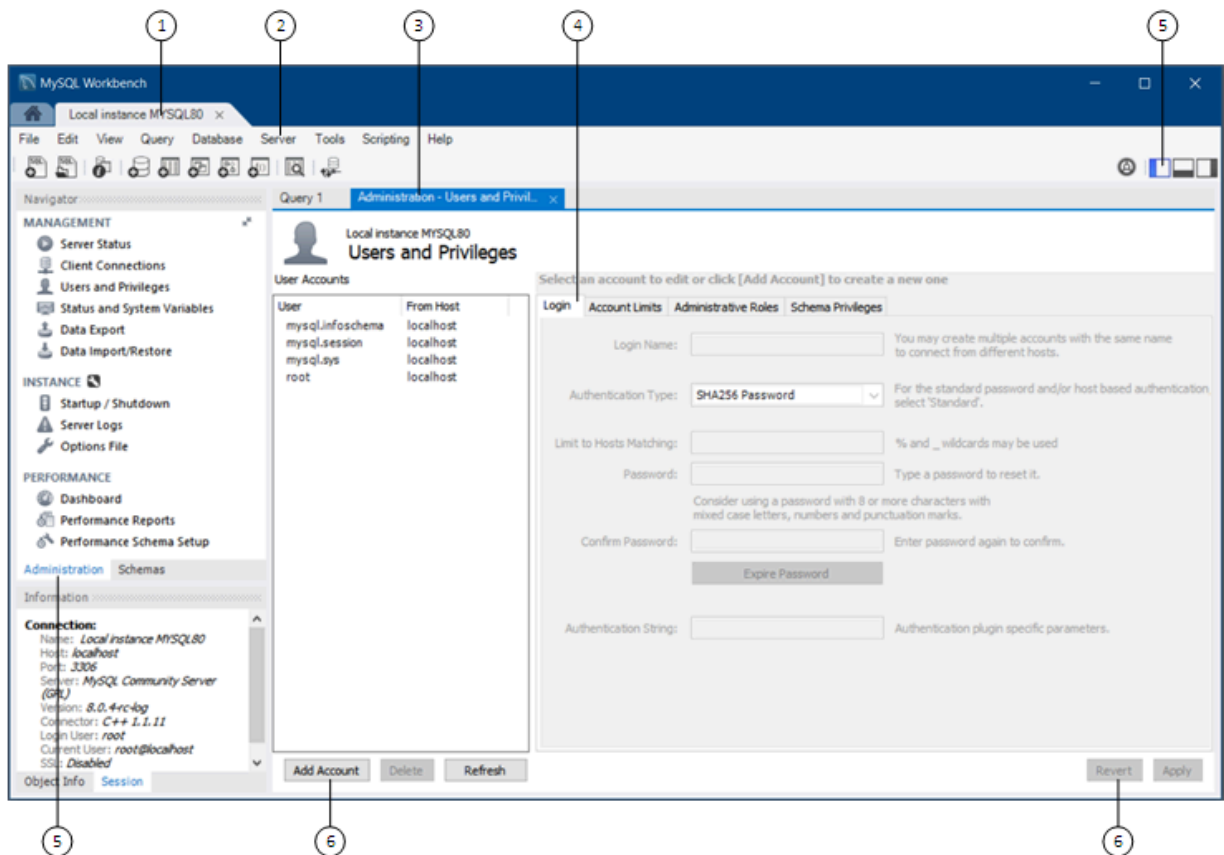 1 2 3 4 5
MySQL Workbench
Local instance MYSQL80
File Edit View Query Database Server Tools Scripting Help
Navigator
Query 1 Administration - Users and Privil...
MANAGEMENT
Server Status
Client Connections
Users and Privileges
Status and System Variables
Data Export
Data Import/Restore
INSTANCE
Startup / Shutdown
Server Logs
Options File
PERFORMANCE
Dashboard
Performance Reports
Performance Schema Setup
Administration Schemas
Information
Connection:
Name: Local instance MYSQL80
Host: localhost
Port: 3306
Server: MySQL Community Server
(GPL)
Version: 8.0.4-rc-log
Connector: C++ 1.1.11
Login User: root
Current User: root@localhost
SSL: Disabled
Object Info Session
Local instance MYSQL80
Users and Privileges
User Accounts
User From Host
mysql.infoschema localhost
mysql.session localhost
mysql.sys localhost
root localhost
Add Account Delete Refresh
Select an account to edit or click [Add Account] to create a new one
Login Account Limits Administrative Roles Schema Privileges
Login Name: You may create multiple accounts with the same name
to connect from different hosts.
Authentication Type: SHA256 Password For the standard password and/or host based authentication
select 'Standard'.
Limit to Hosts Matching: % and _ wildcards may be used
Password: Type a password to reset it.
Consider using a password with 8 or more characters with
mixed case letters, numbers and punctuation marks.
Confirm Password: Enter password again to confirm.
Expire Password
Authentication String: Authentication plugin specific parameters.
Revert Apply
5 6 6